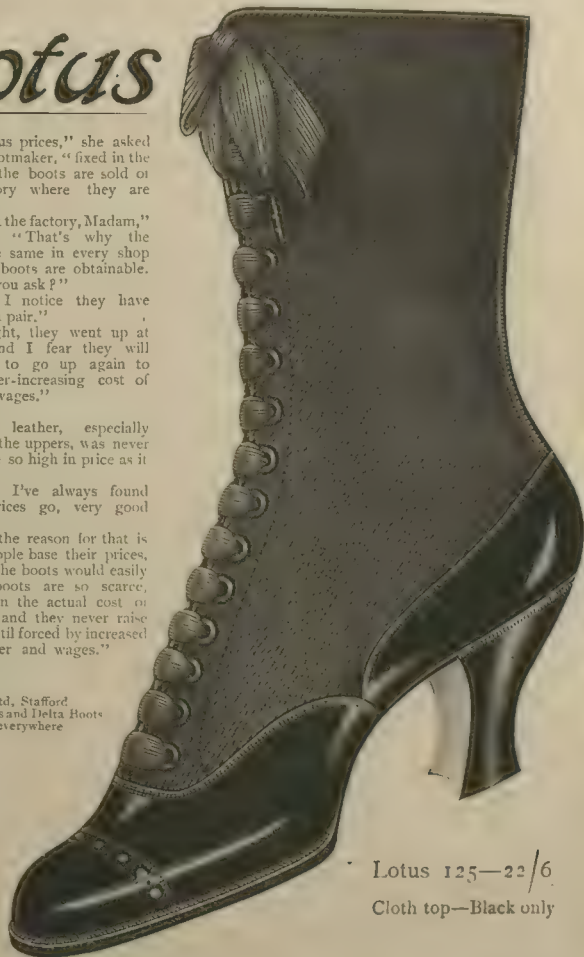 otus
us prices," she asked
otmaker, "fixed in the
the boots are sold or
ory where they are
the factory, Madam,"
"That's why the
same in every shop
boots are obtainable.
you ask?"
I notice they have
pair."
ht, they went up at
nd I fear they will
to go up again to
er-increasing cost of
wages."
leather, especially
the uppers, was never
so high in price as it
I've always found
rices go, very good
the reason for that is
ople base their prices,
he boots would easily
boots are so scarce,
n the actual cost or
and they never raise
til forced by increased
er and wages."
td, Stafford
s and Delta Boots
everywhere
Lotus 125—22/6
Cloth top—Black only